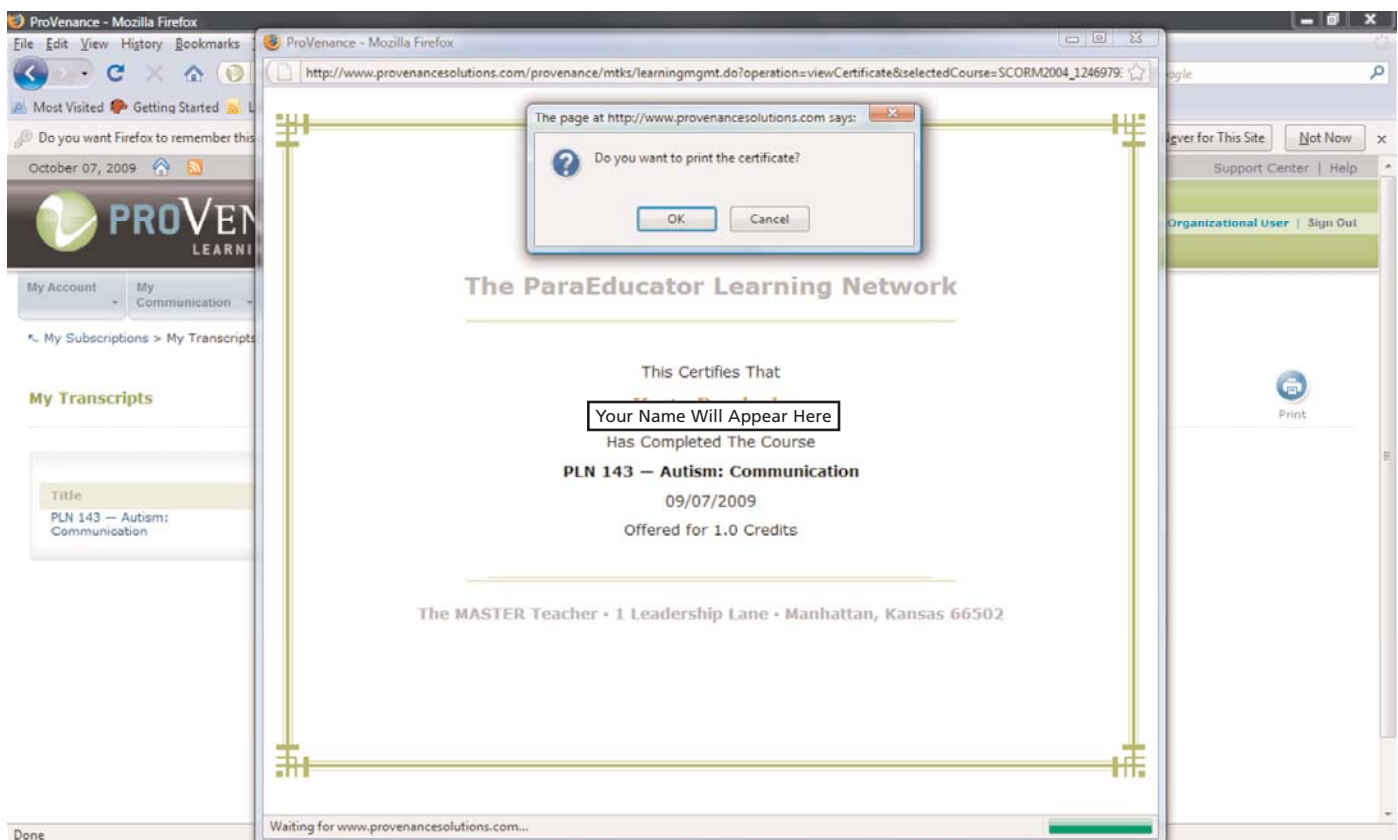 ProVenance - Mozilla Firefox
File Edit View History Bookmarks
Most Visited Getting Started
Do you want Firefox to remember this
Never for This Site Not Now x
October 07, 2009
Support Center | Help
PROVEN
LEARNI
Organizational User | Sign Out
My Account
My
Communication
My Subscriptions > My Transcripts
My Transcripts
Print
Title
PLN 143 — Autism:
Communication
Done
ProVenance - Mozilla Firefox
http://www.provenancesolutions.com/provenance/mtks/learningmgmt.do?operation=viewCertificate&selectedCourse=SCORM2004_1246979
The page at http://www.provenancesolutions.com says:
Do you want to print the certificate?
OK Cancel
The ParaEducator Learning Network
This Certifies That
Your Name Will Appear Here
Has Completed The Course
PLN 143 — Autism: Communication
09/07/2009
Offered for 1.0 Credits
The MASTER Teacher • 1 Leadership Lane • Manhattan, Kansas 66502
Waiting for www.provenancesolutions.com...